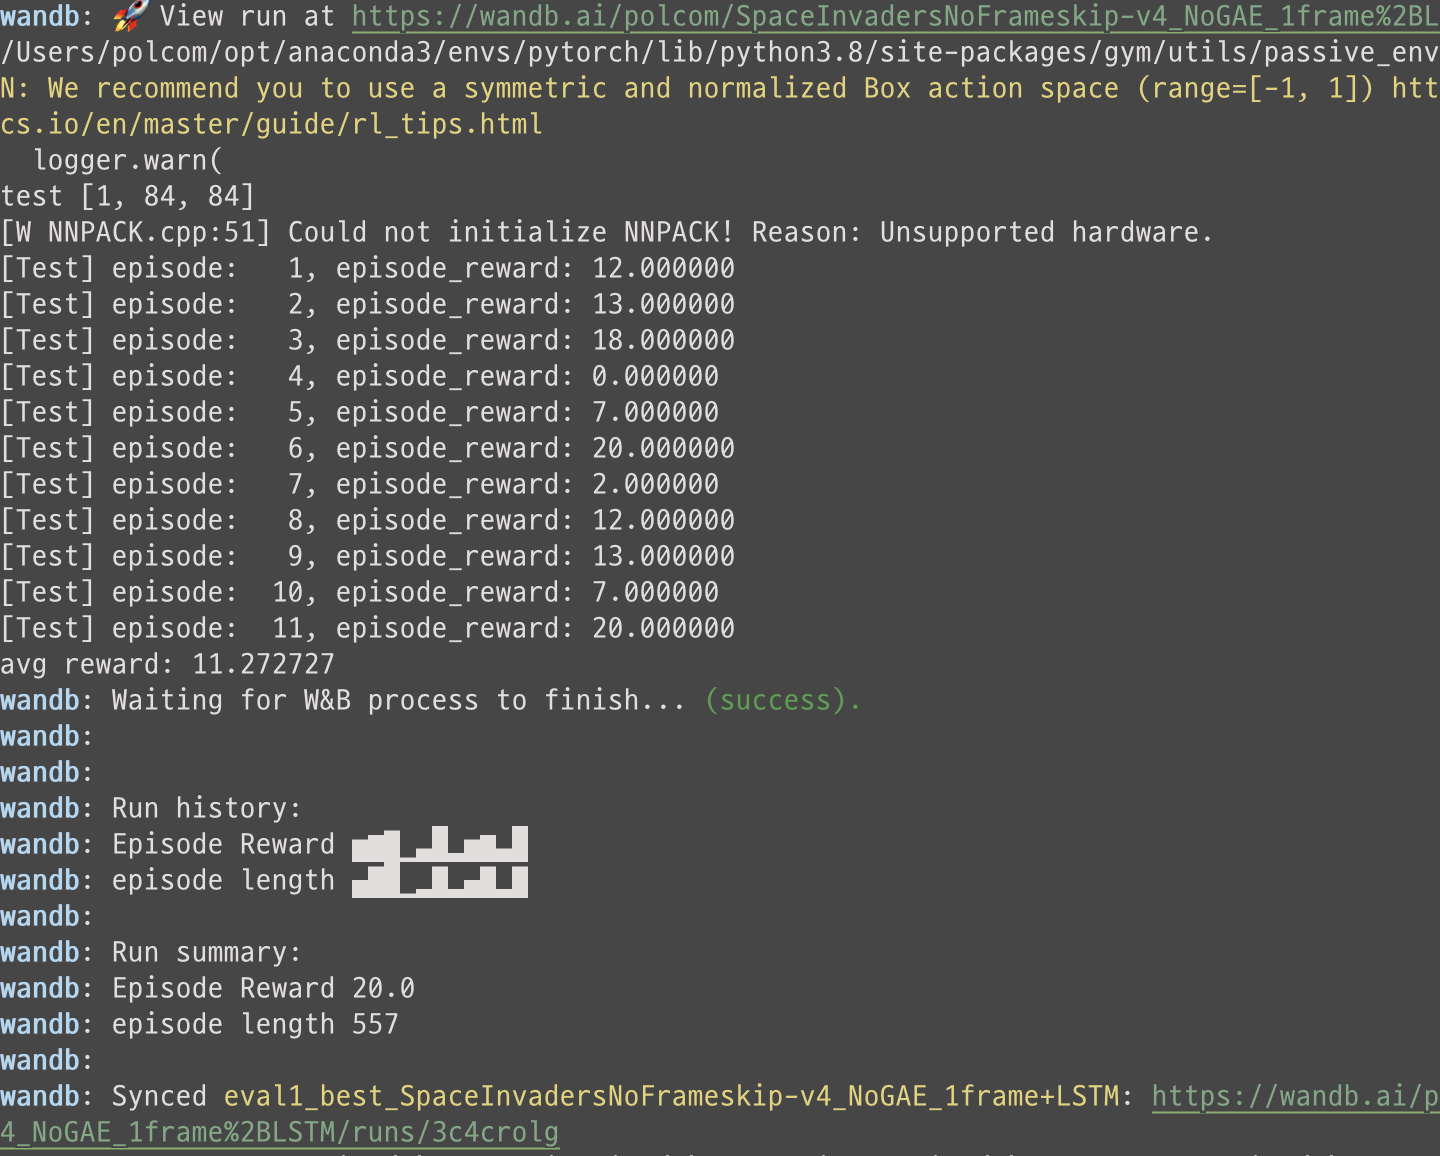 wandb: 🚀 View run at https://wandb.ai/polcom/SpaceInvadersNoFrameskip-v4_NoGAE_1frame%2BL
/Users/polcom/opt/anaconda3/envs/pytorch/lib/python3.8/site-packages/gym/utils/passive_env
N: We recommend you to use a symmetric and normalized Box action space (range=[-1, 1]) htt
cs.io/en/master/guide/rl_tips.html
  logger.warn(
test [1, 84, 84]
[W NNPACK.cpp:51] Could not initialize NNPACK! Reason: Unsupported hardware.
[Test] episode:   1, episode_reward: 12.000000
[Test] episode:   2, episode_reward: 13.000000
[Test] episode:   3, episode_reward: 18.000000
[Test] episode:   4, episode_reward: 0.000000
[Test] episode:   5, episode_reward: 7.000000
[Test] episode:   6, episode_reward: 20.000000
[Test] episode:   7, episode_reward: 2.000000
[Test] episode:   8, episode_reward: 12.000000
[Test] episode:   9, episode_reward: 13.000000
[Test] episode:  10, episode_reward: 7.000000
[Test] episode:  11, episode_reward: 20.000000
avg reward: 11.272727
wandb: Waiting for W&B process to finish... (success).
wandb:
wandb:
wandb: Run history:
wandb: Episode Reward
wandb: episode length
wandb:
wandb: Run summary:
wandb: Episode Reward 20.0
wandb: episode length 557
wandb:
wandb: Synced eval1_best_SpaceInvadersNoFrameskip-v4_NoGAE_1frame+LSTM: https://wandb.ai/p
4_NoGAE_1frame%2BLSTM/runs/3c4crolg